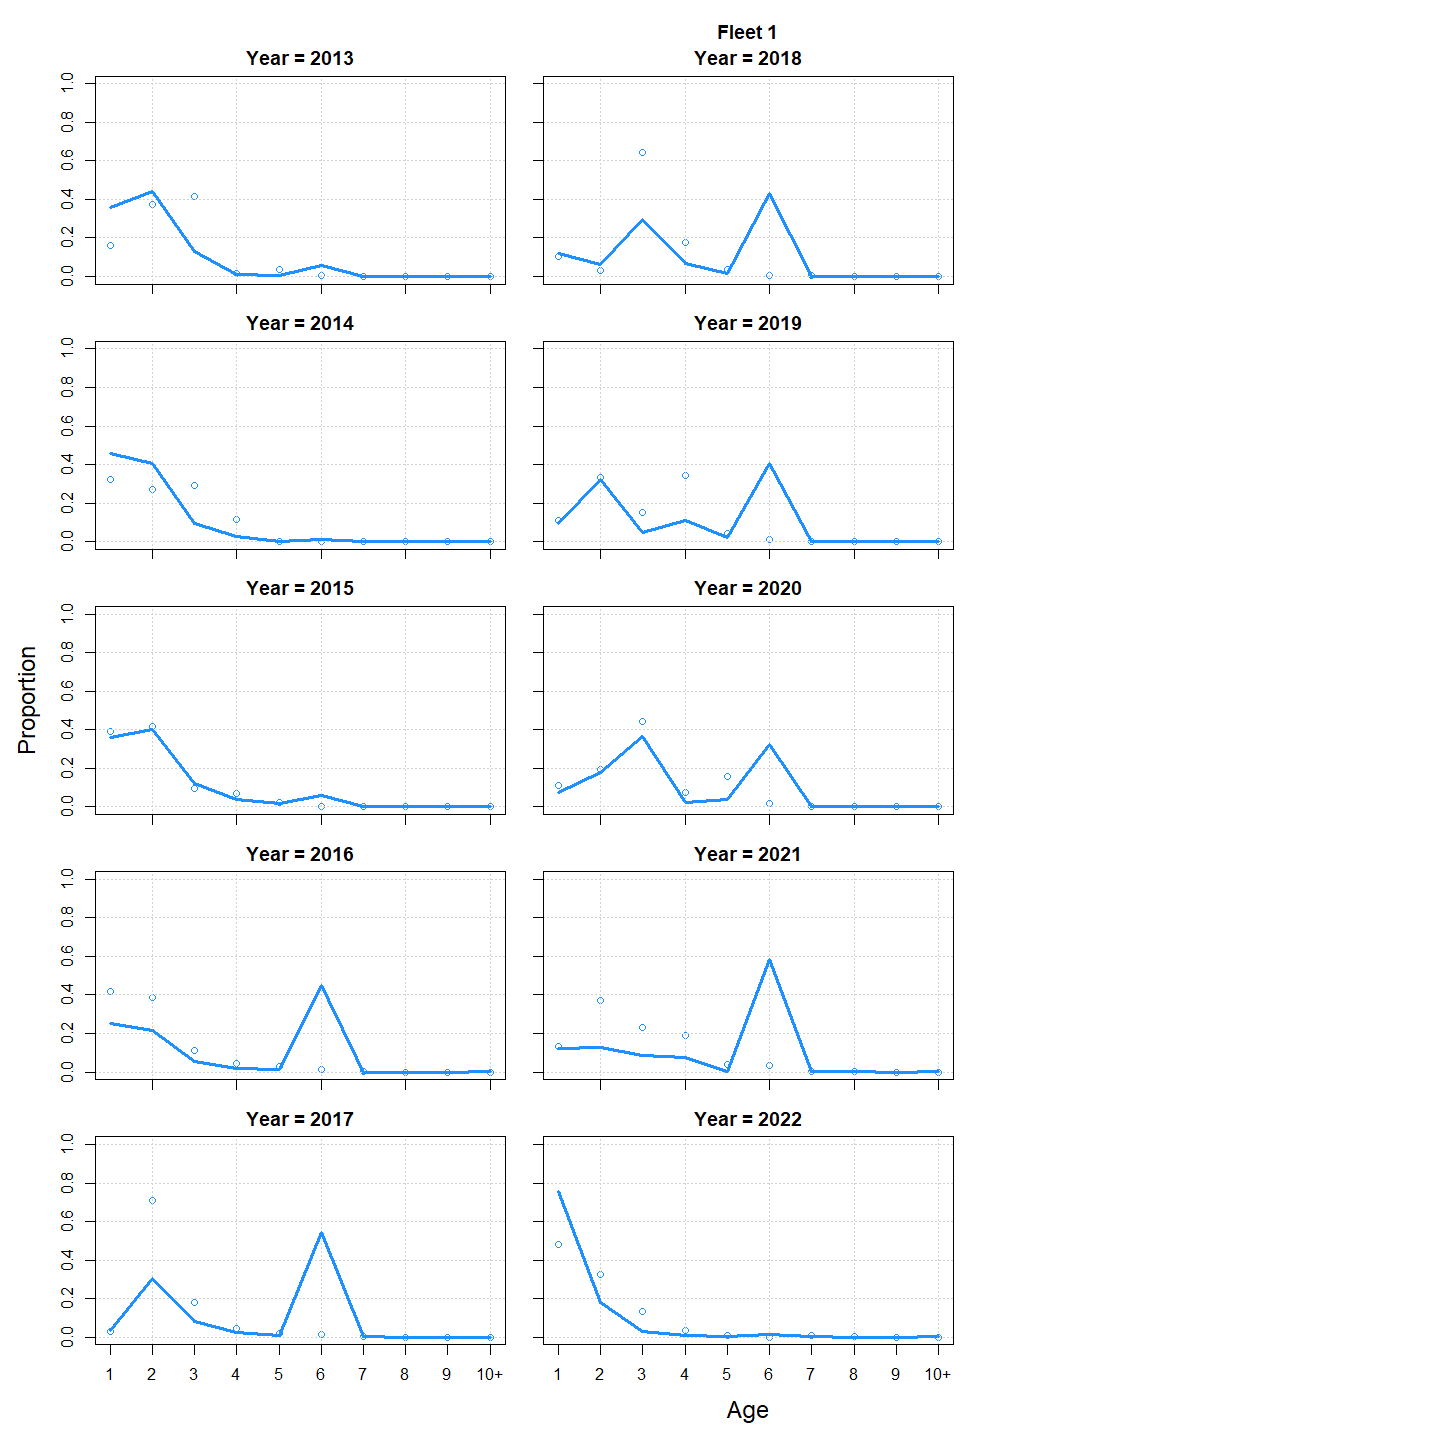 Fleet 1
Year = 2013 Year = 2018
0.0 0.2 0.4 0.6 0.8 1.0
Year = 2014 Year = 2019
0.0 0.2 0.4 0.6 0.8 1.0
Year = 2015 Year = 2020
0.0 0.2 0.4 0.6 0.8 1.0
Proportion
Year = 2016 Year = 2021
0.0 0.2 0.4 0.6 0.8 1.0
Year = 2017 Year = 2022
0.0 0.2 0.4 0.6 0.8 1.0
1 2 3 4 5 6 7 8 9 10+ 1 2 3 4 5 6 7 8 9 10+
Age